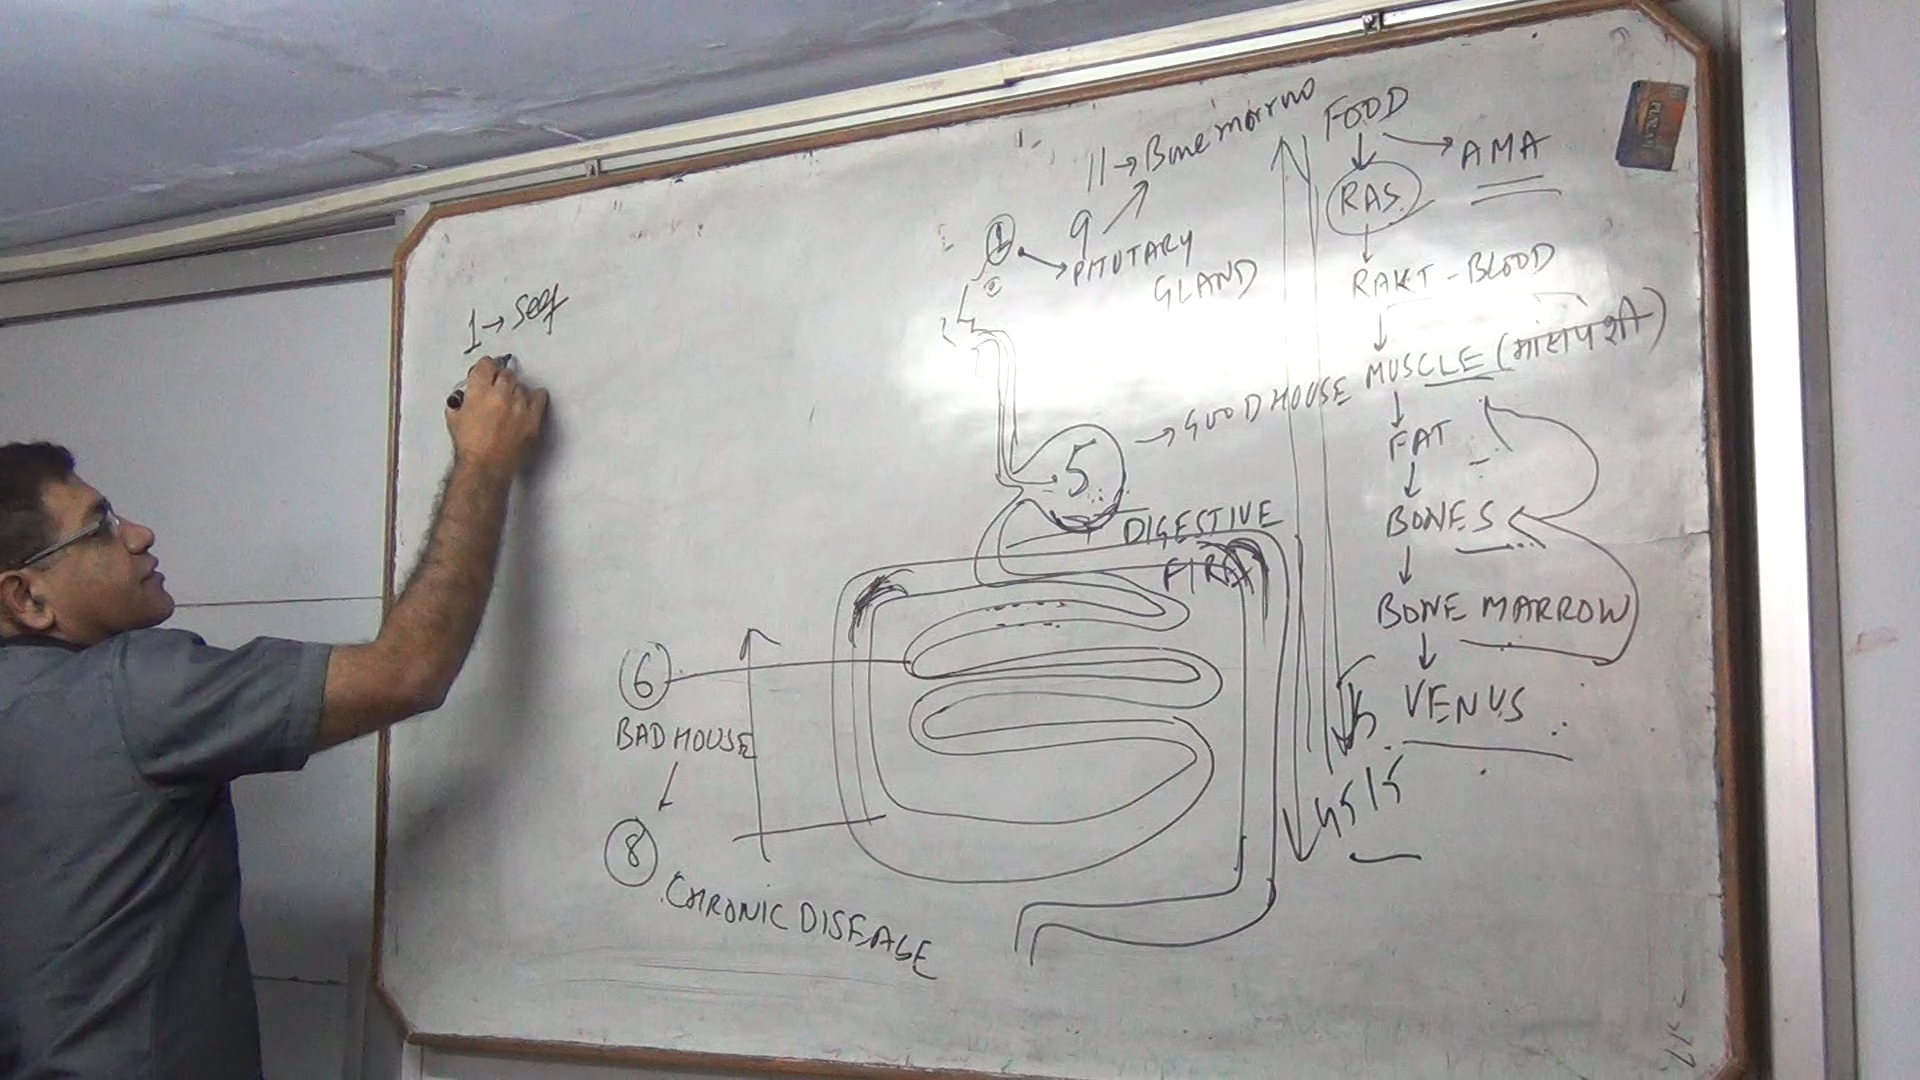 1 → Self
11 → Bone marrno
9
PITUTARY
GLAND
5
→ GOOD HOUSE
DIGESTIVE
FIRE
6
BAD HOUSE
8
CHRONIC DISEASE
FOOD
→ AMA
RAS.
RAKT - BLOOD
MUSCLE (मांसपेशी)
FAT
BONES
BONE MARROW
VENUS